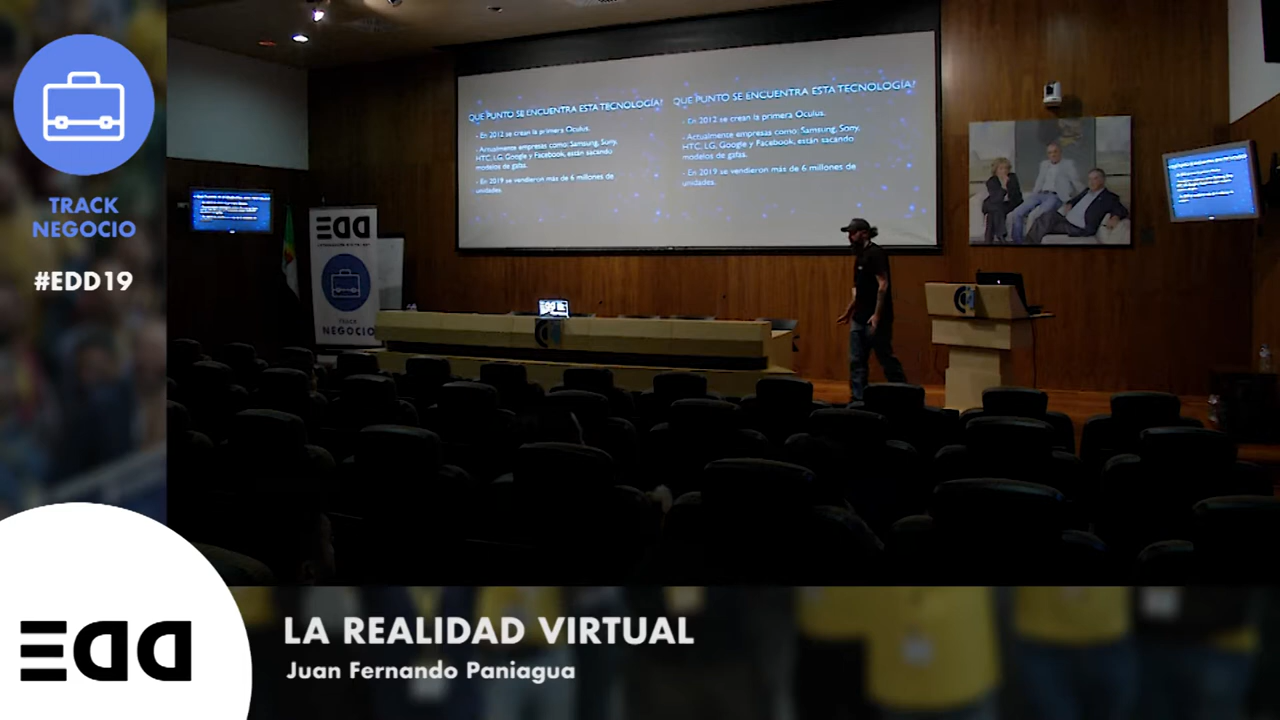 TRACK
NEGOCIO
#EDD19
EDD
TRACK
NEGOCIO
QUE PUNTO SE ENCUENTRA ESTA TECNOLOGÍA?
- En 2012 se crean la primera Oculus.
- Actualmente empresas como: Samsung, Sony,
HTC, LG, Google y Facebook, están sacando
modelos de gafas.
- En 2019 se vendieron más de 6 millones de
unidades.
QUE PUNTO SE ENCUENTRA ESTA TECNOLOGÍA?
- En 2012 se crean la primera Oculus.
- Actualmente empresas como: Samsung, Sony,
HTC, LG, Google y Facebook, están sacando
modelos de gafas.
- En 2019 se vendieron más de 6 millones de
unidades.
EDD
LA REALIDAD VIRTUAL
Juan Fernando Paniagua